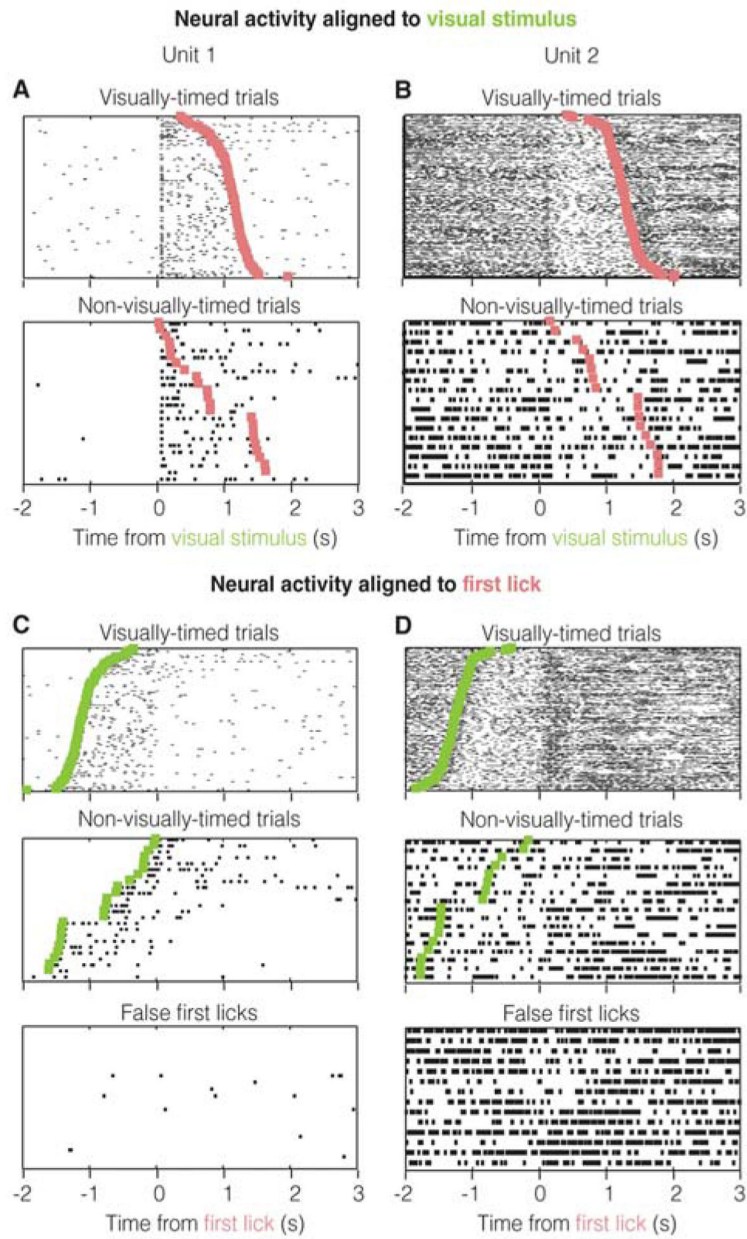 Neural activity aligned to visual stimulus
Unit 1
Unit 2
A
Visually-timed trials
B
Visually-timed trials
Non-visually-timed trials
Non-visually-timed trials
-2 -1 0 1 2 3
-2 -1 0 1 2 3
Time from visual stimulus (s)
Time from visual stimulus (s)
Neural activity aligned to first lick
C
Visually-timed trials
D
Visually-timed trials
Non-visually-timed trials
Non-visually-timed trials
False first licks
False first licks
-2 -1 0 1 2 3
-2 -1 0 1 2 3
Time from first lick (s)
Time from first lick (s)